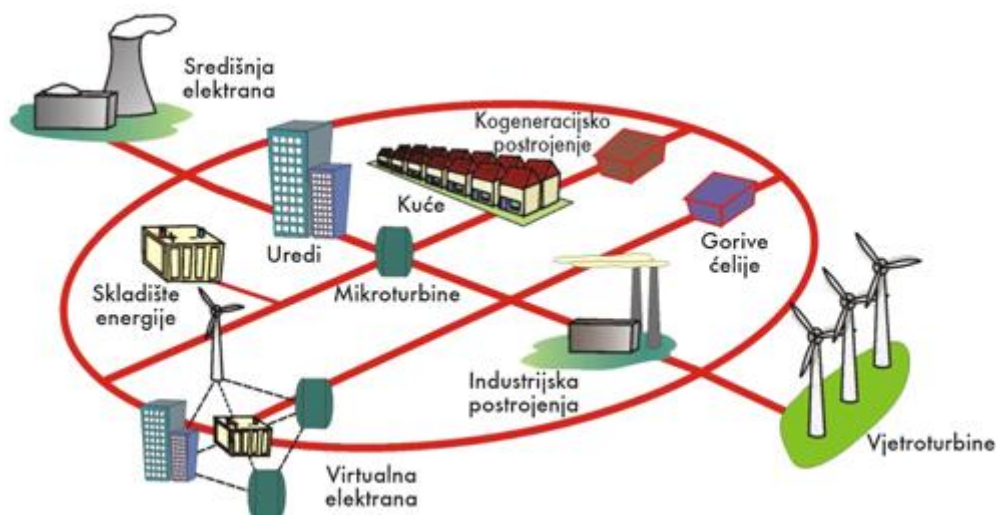 Središnja
elektrana
Kogeneracijsko
postrojenje
Kuće
Uredi
Gorive
ćelije
Skladište
energije
Mikroturbine
Industrijska
postrojenja
Vjetroturbine
Virtualna
elektrana